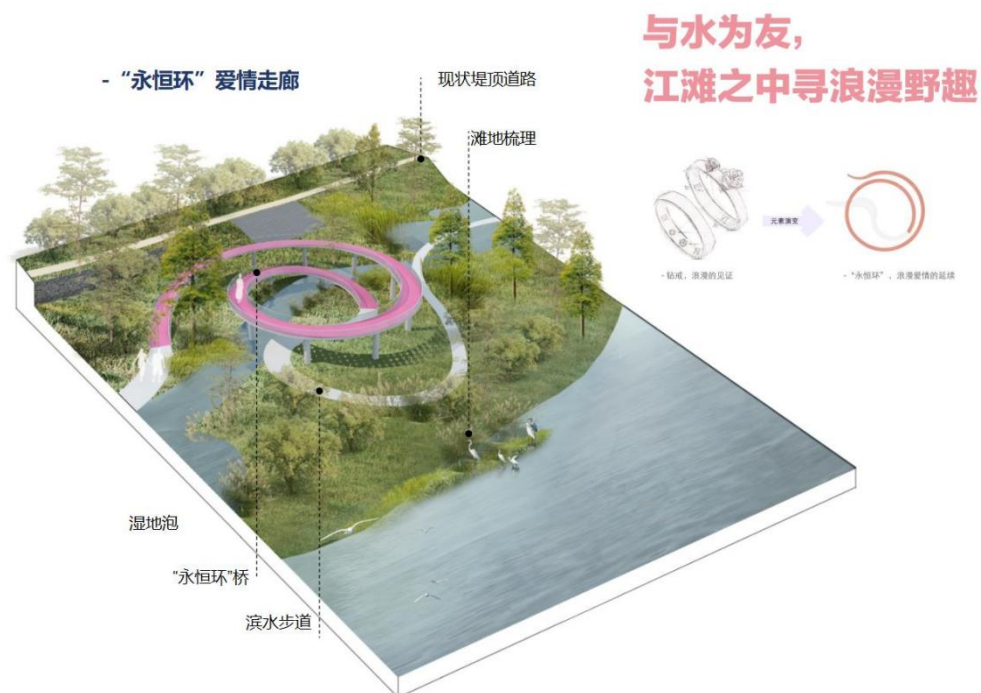 与水为友，
江滩之中寻浪漫野趣
- “永恒环”爱情走廊
现状堤顶道路
滩地梳理
元素演变
- 钻戒，浪漫的见证
- “永恒环”，浪漫爱情的延续
湿地泡
“永恒环”桥
滨水步道